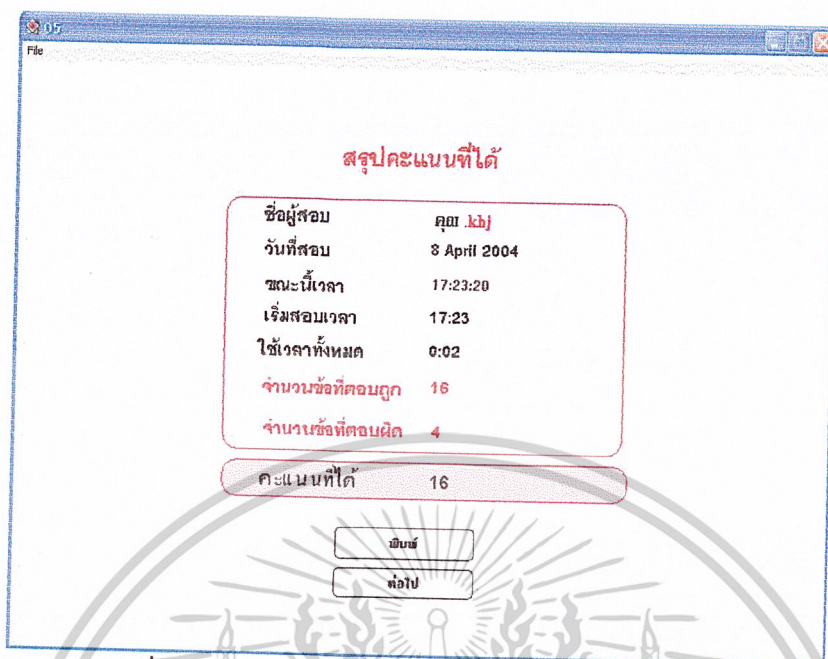 05
File
สรุปคะแนนที่ได้
ชื่อผู้สอบ คุณ .khj
วันที่สอบ 8 April 2004
ขณะนี้เวลา 17:23:20
เริ่มสอบเวลา 17:23
ใช้เวลาทั้งหมด 0:02
จำนวนข้อที่ตอบถูก 16
จำนวนข้อที่ตอบผิด 4
คะแนนที่ได้ 16
พิมพ์
ต่อไป